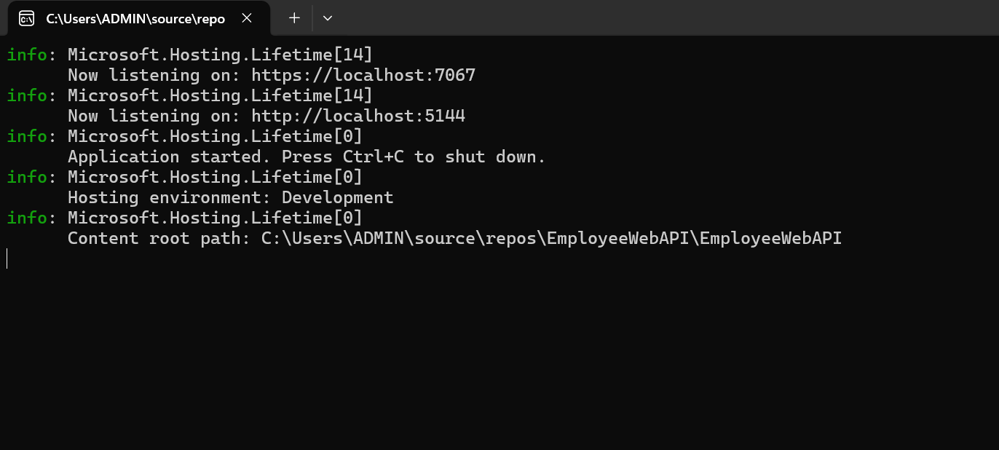 C:\Users\ADMIN\source\repo
info: Microsoft.Hosting.Lifetime[14]
Now listening on: https://localhost:7067
info: Microsoft.Hosting.Lifetime[14]
Now listening on: http://localhost:5144
info: Microsoft.Hosting.Lifetime[0]
Application started. Press Ctrl+C to shut down.
info: Microsoft.Hosting.Lifetime[0]
Hosting environment: Development
info: Microsoft.Hosting.Lifetime[0]
Content root path: C:\Users\ADMIN\source\repos\EmployeeWebAPI\EmployeeWebAPI